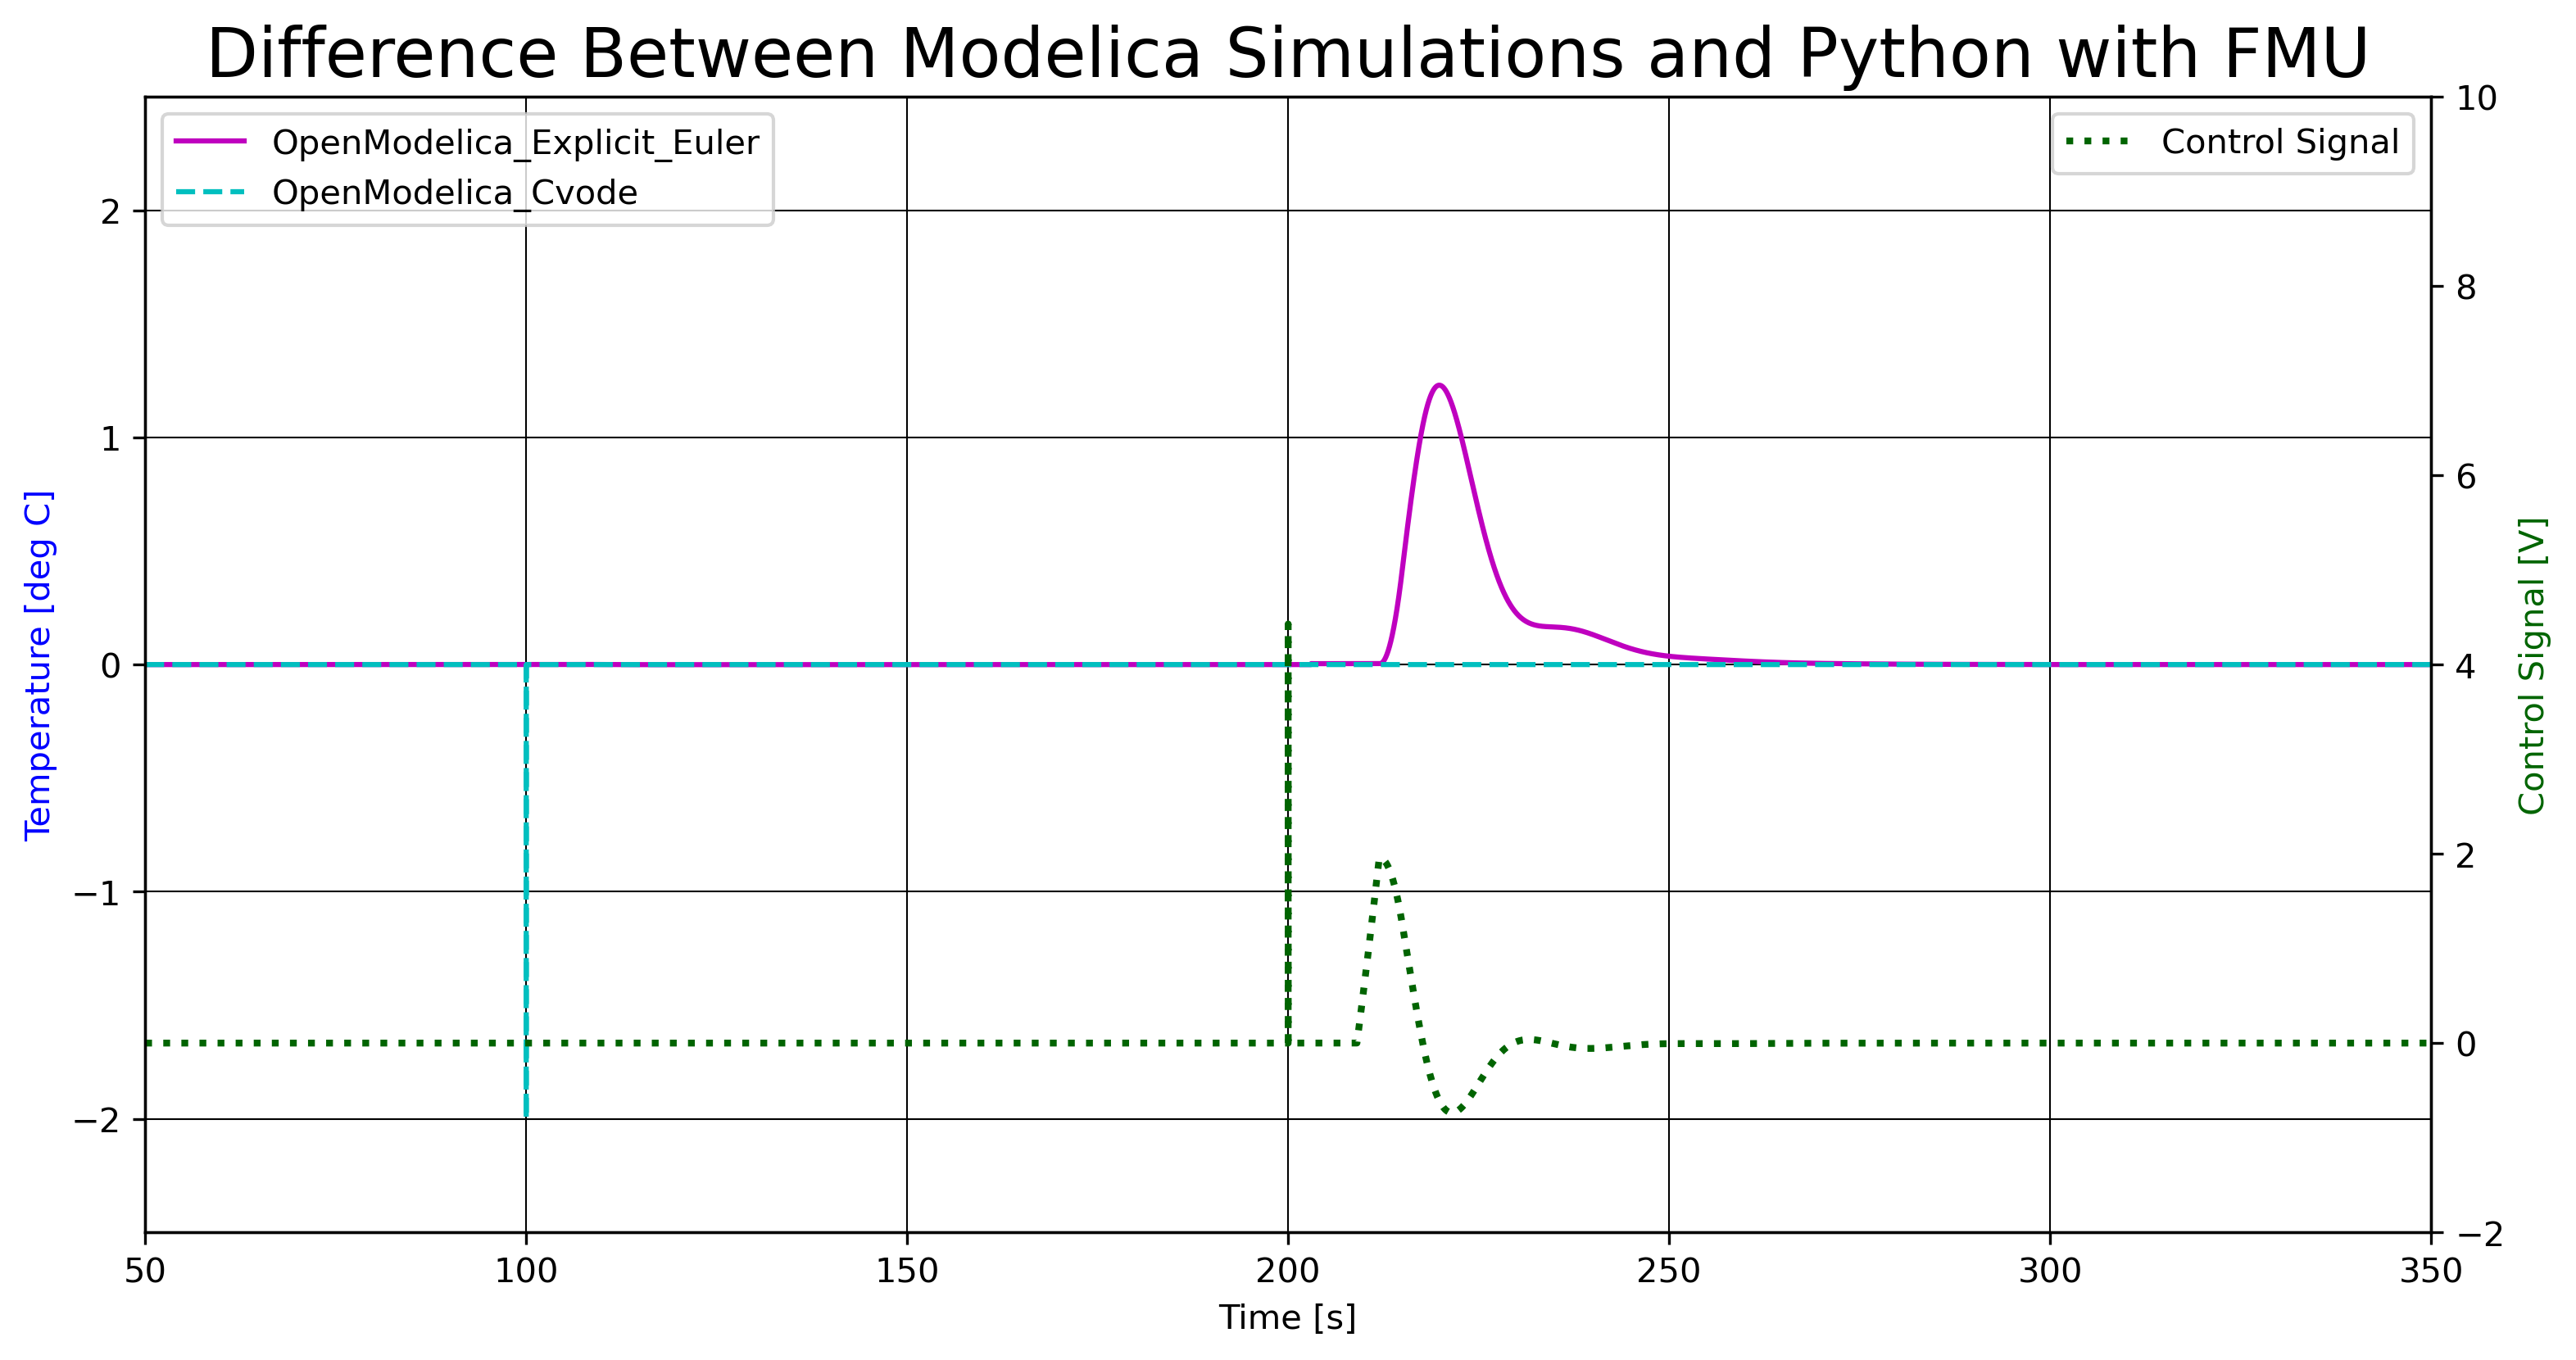 Difference Between Modelica Simulations and Python with FMU
OpenModelica_Explicit_Euler
OpenModelica_Cvode
Control Signal
Temperature [deg C]
2
1
0
−1
−2
10
8
6
4
2
0
−2
Control Signal [V]
50 100 150 200 250 300 350
Time [s]